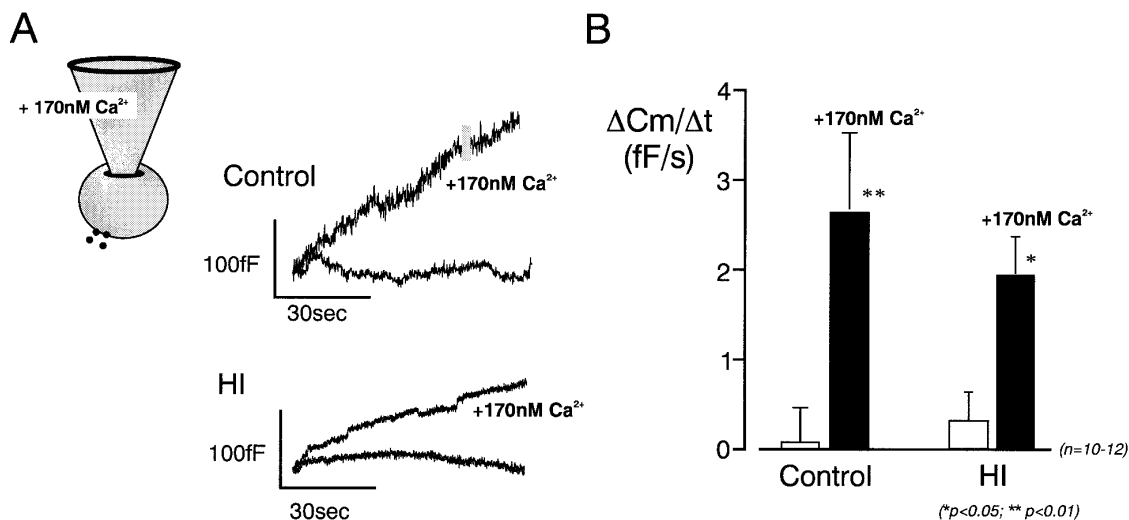 A
+ 170nM Ca²⁺
Control
+170nM Ca²⁺
100fF
30sec
HI
+170nM Ca²⁺
100fF
30sec
B
ΔCm/Δt
(fF/s)
4
3
2
1
0
+170nM Ca²⁺
**
+170nM Ca²⁺
*
Control
HI
(n=10-12)
(*p<0.05; ** p<0.01)